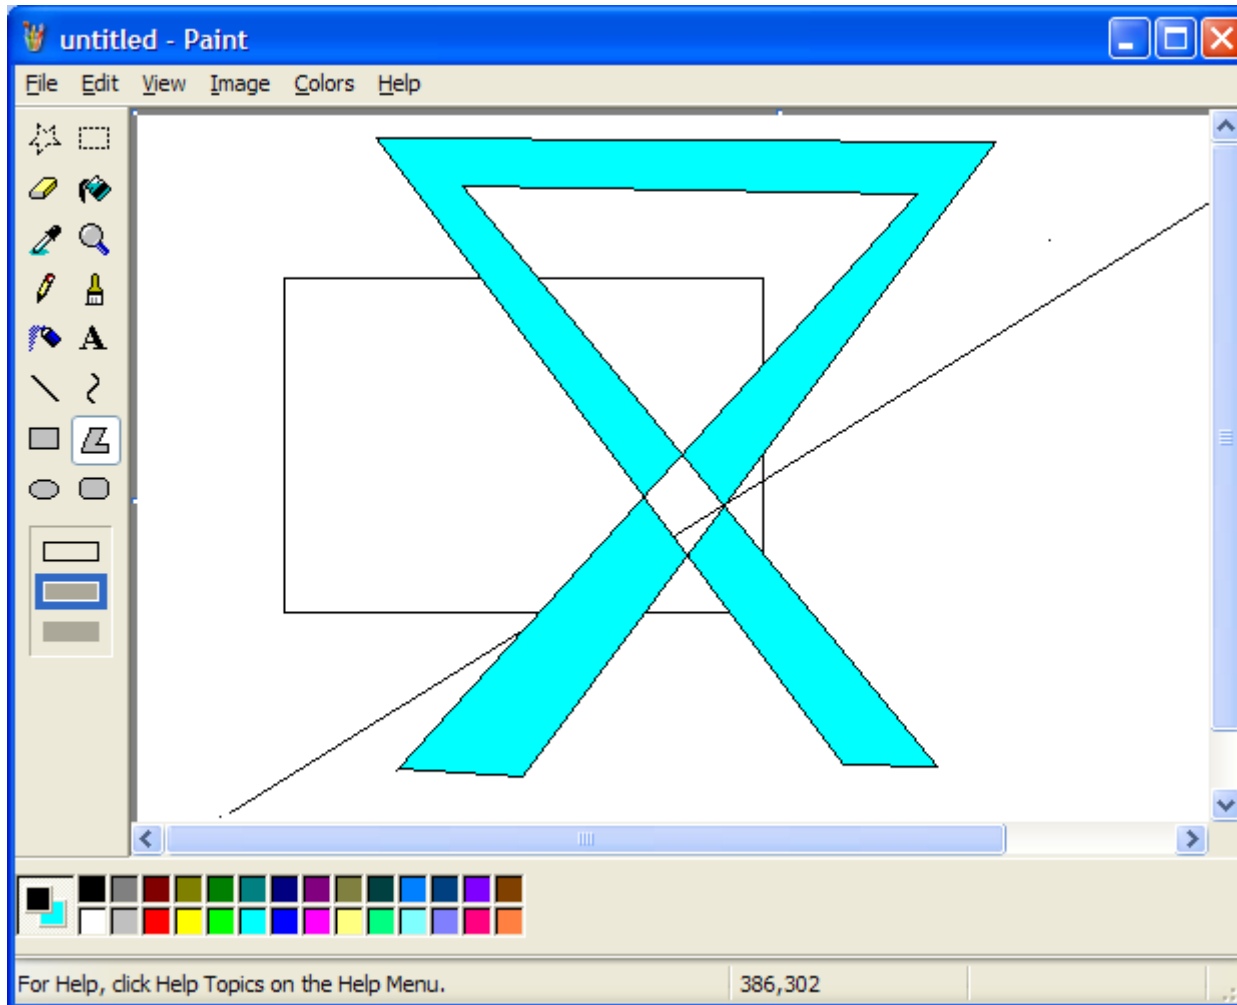 untitled - Paint
File Edit View Image Colors Help
A
For Help, click Help Topics on the Help Menu.
386,302